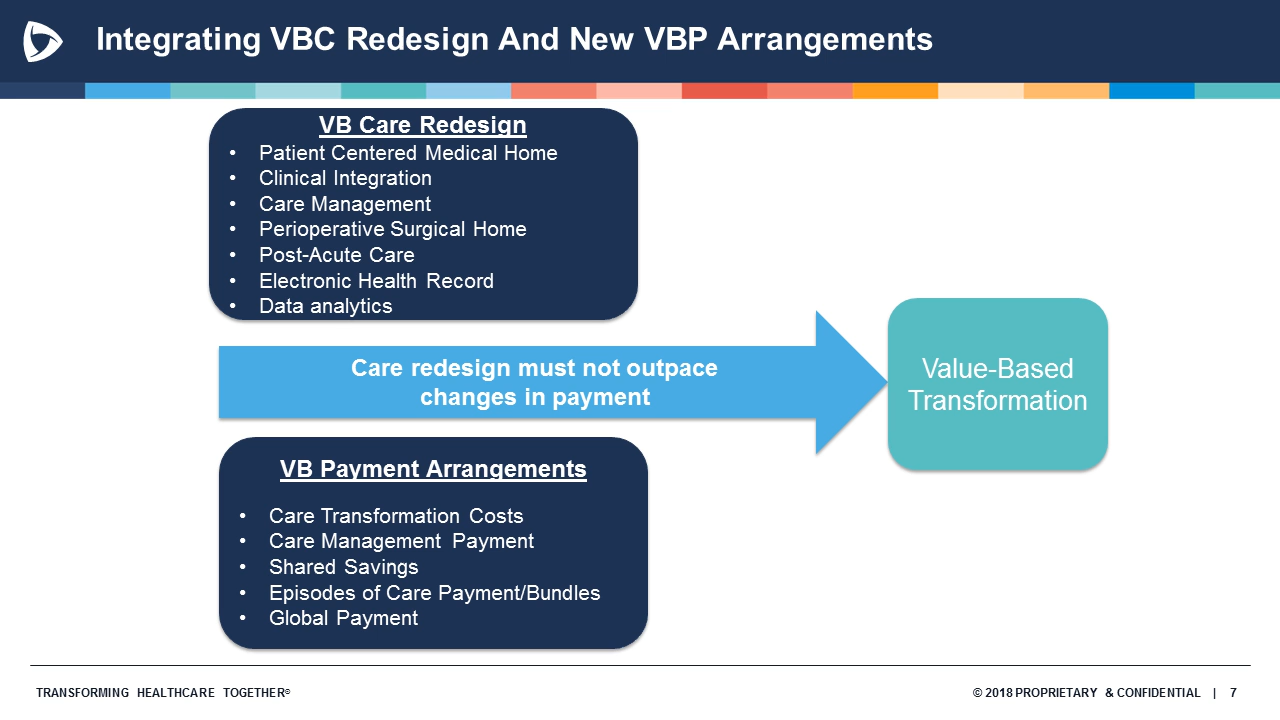 Integrating VBC Redesign And New VBP Arrangements
VB Care Redesign
• Patient Centered Medical Home
• Clinical Integration
• Care Management
• Perioperative Surgical Home
• Post-Acute Care
• Electronic Health Record
• Data analytics
Care redesign must not outpace
changes in payment
Value-Based
Transformation
VB Payment Arrangements
• Care Transformation Costs
• Care Management Payment
• Shared Savings
• Episodes of Care Payment/Bundles
• Global Payment
TRANSFORMING HEALTHCARE TOGETHER®
© 2018 PROPRIETARY & CONFIDENTIAL | 7